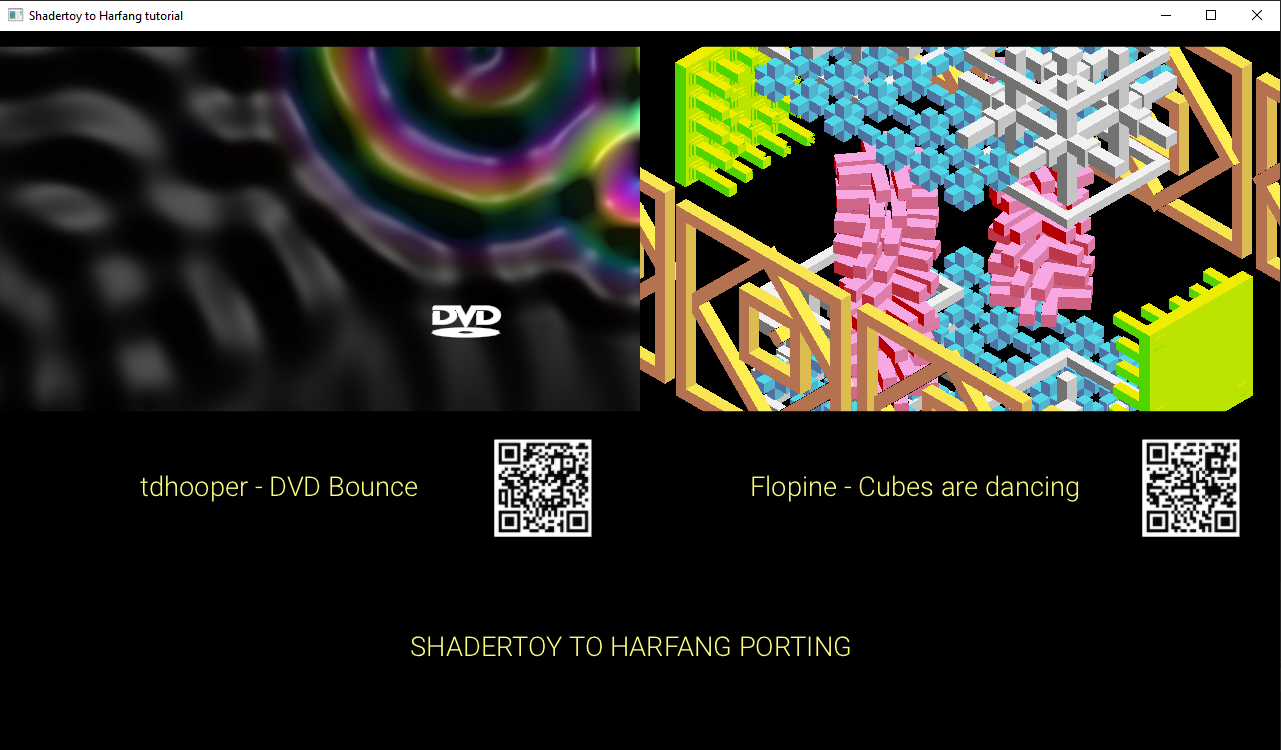 Shadertoy to Harfang tutorial
DVD
tdhooper - DVD Bounce
Flopine - Cubes are dancing
SHADERTOY TO HARFANG PORTING